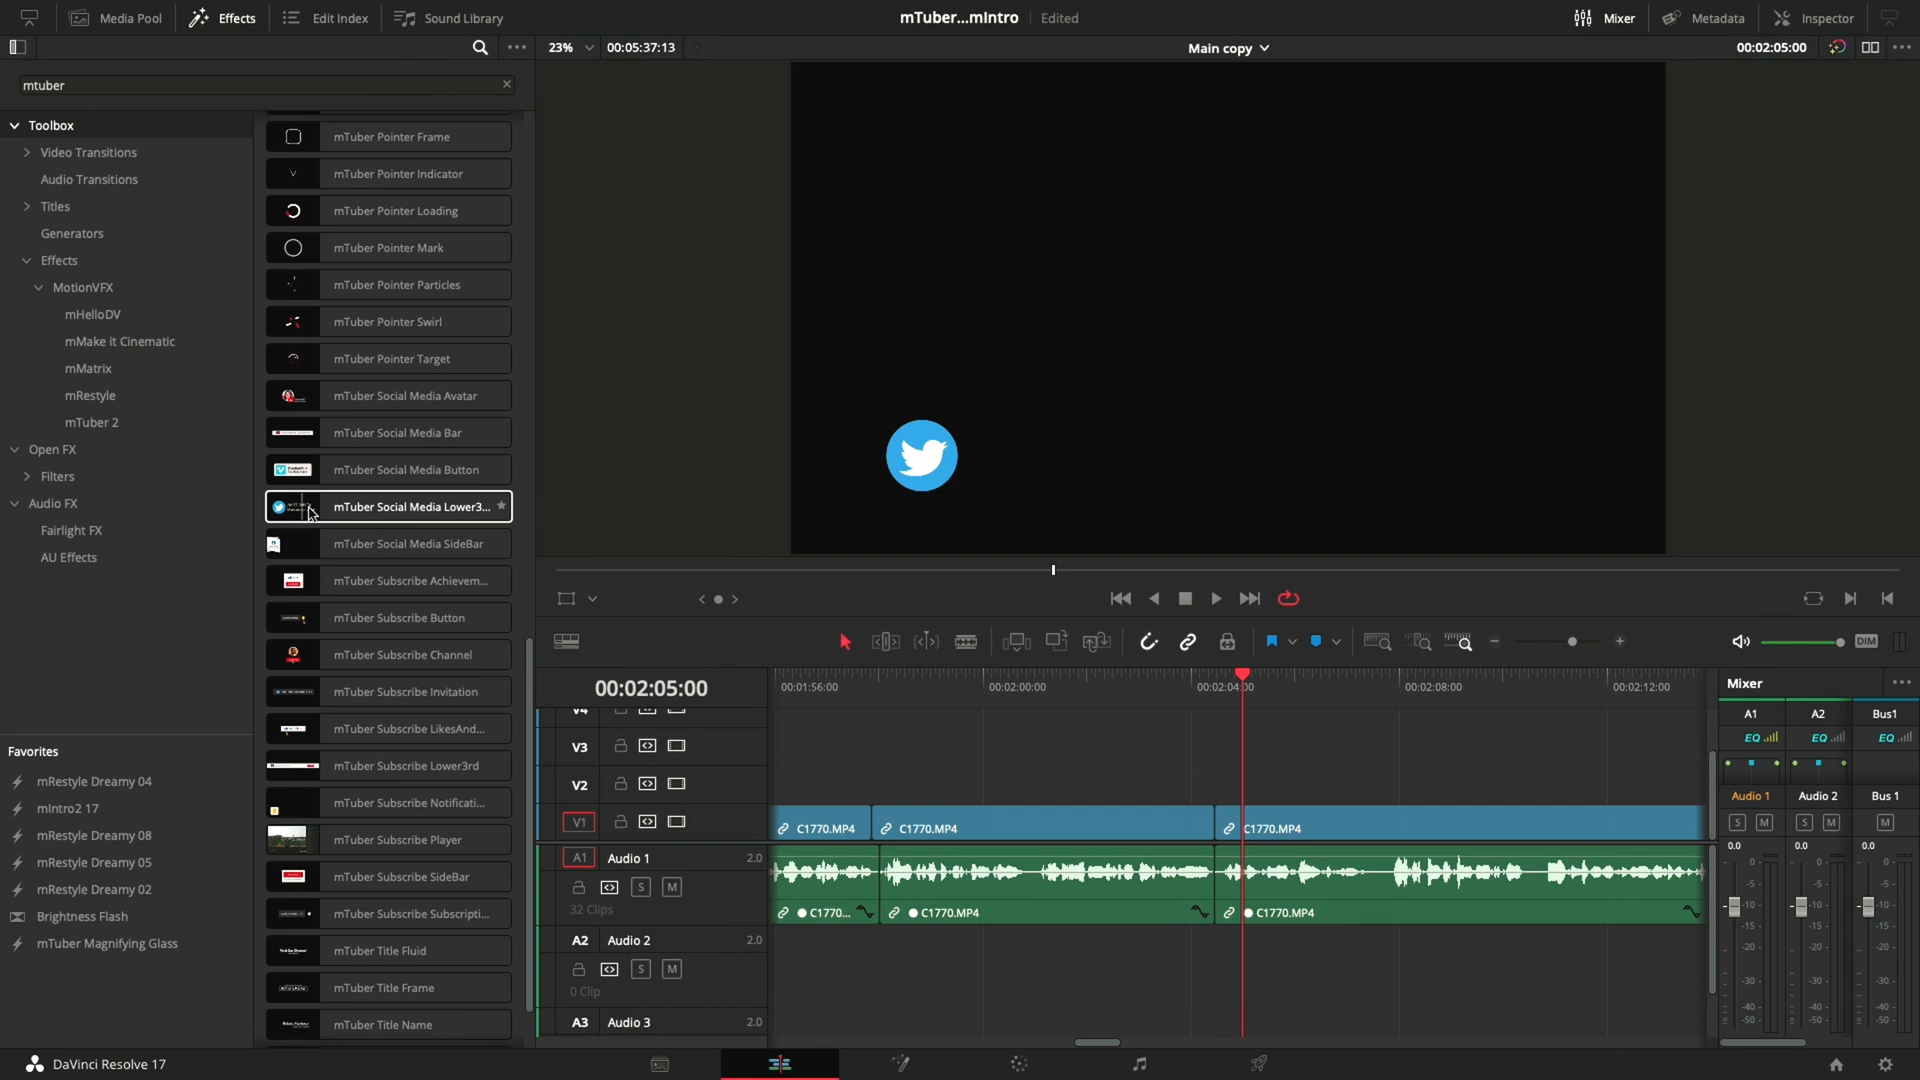 Media Pool
Effects
Edit Index
Sound Library
mTuber...mIntro
Edited
Mixer
Metadata
Inspector
23%
00:05:37:13
Main copy
00:02:05:00
mtuber
Toolbox
Video Transitions
Audio Transitions
Titles
Generators
Effects
MotionVFX
mHelloDV
mMake it Cinematic
mMatrix
mRestyle
mTuber 2
Open FX
Filters
Audio FX
Fairlight FX
AU Effects
Favorites
mRestyle Dreamy 04
mIntro2 17
mRestyle Dreamy 08
mRestyle Dreamy 05
mRestyle Dreamy 02
Brightness Flash
mTuber Magnifying Glass
mTuber Pointer Frame
mTuber Pointer Indicator
mTuber Pointer Loading
mTuber Pointer Mark
mTuber Pointer Particles
mTuber Pointer Swirl
mTuber Pointer Target
mTuber Social Media Avatar
mTuber Social Media Bar
mTuber Social Media Button
mTuber Social Media Lower3...
mTuber Social Media SideBar
mTuber Subscribe Achievem...
mTuber Subscribe Button
mTuber Subscribe Channel
mTuber Subscribe Invitation
mTuber Subscribe LikesAnd...
mTuber Subscribe Lower3rd
mTuber Subscribe Notificati...
mTuber Subscribe Player
mTuber Subscribe SideBar
mTuber Subscribe Subscripti...
mTuber Title Fluid
mTuber Title Frame
mTuber Title Name
DIM
00:02:05:00
00:01:56:00
00:02:00:00
00:02:04:00
00:02:08:00
00:02:12:00
V4
V3
V2
V1
C1770.MP4
C1770.MP4
C1770.MP4
A1
Audio 1
2.0
S
M
32 Clips
C1770...
C1770.MP4
C1770.MP4
A2
Audio 2
2.0
S
M
0 Clip
A3
Audio 3
2.0
Mixer
A1
A2
Bus1
EQ
EQ
EQ
Audio 1
Audio 2
Bus 1
S
M
S
M
M
0.0
0.0
0.0
0
0
0
-5
-5
-5
-10
-10
-10
-15
-15
-15
-20
-20
-20
-30
-30
-30
-40
-40
-40
-50
-50
-50
DaVinci Resolve 17